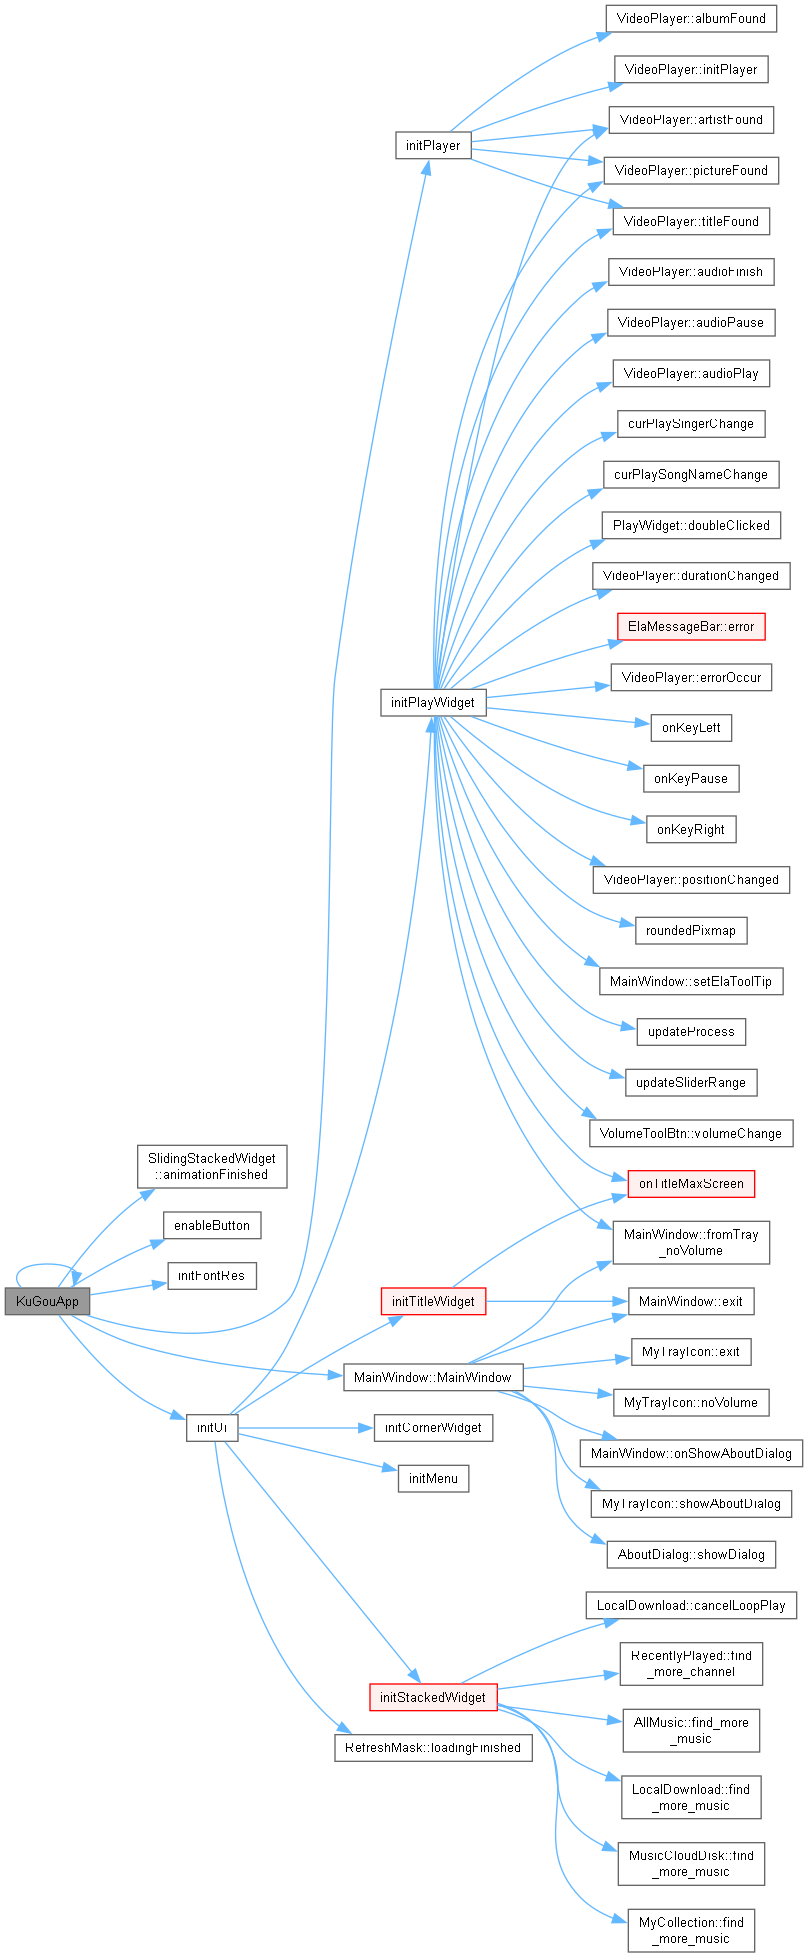 VideoPlayer::albumFound
VideoPlayer::initPlayer
VideoPlayer::artistFound
initPlayer
VideoPlayer::pictureFound
VideoPlayer::titleFound
VideoPlayer::audioFinish
VideoPlayer::audioPause
VideoPlayer::audioPlay
curPlaySingerChange
curPlaySongNameChange
PlayWidget::doubleClicked
VideoPlayer::durationChanged
ElaMessageBar::error
VideoPlayer::errorOccur
initPlayWidget
onKeyLeft
onKeyPause
onKeyRight
VideoPlayer::positionChanged
roundedPixmap
MainWindow::setElaToolTip
updateProcess
updateSliderRange
VolumeToolBtn::volumeChange
SlidingStackedWidget
::animationFinished
onTitleMaxScreen
enableButton
MainWindow::fromTray
_noVolume
initFontRes
KuGouApp
initTitleWidget
MainWindow::exit
MyTrayIcon::exit
MainWindow::MainWindow
MyTrayIcon::noVolume
initUi
initCornerWidget
MainWindow::onShowAboutDialog
initMenu
MyTrayIcon::showAboutDialog
AboutDialog::showDialog
LocalDownload::cancelLoopPlay
RecentlyPlayed::find
_more_channel
initStackedWidget
AllMusic::find_more
_music
RefreshMask::loadingFinished
LocalDownload::find
_more_music
MusicCloudDisk::find
_more_music
MyCollection::find
_more_music